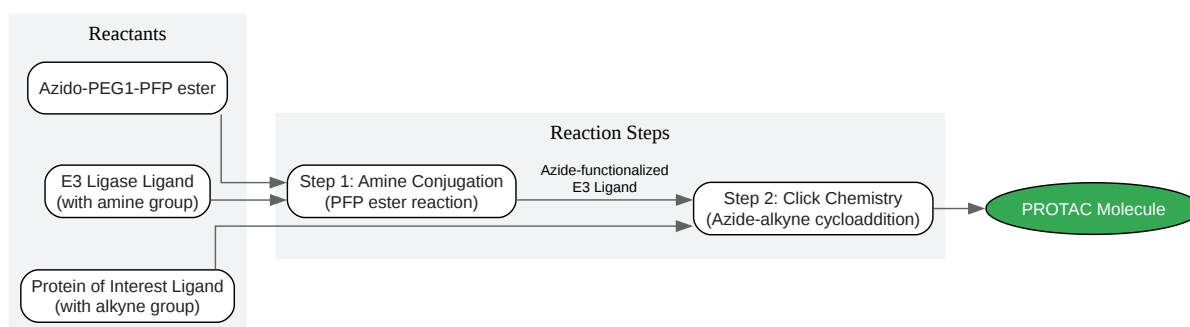 Reactants
Azido-PEG1-PFP ester
E3 Ligase Ligand
(with amine group)
Protein of Interest Ligand
(with alkyne group)
Reaction Steps
Step 1: Amine Conjugation
(PFP ester reaction)
Azide-functionalized
E3 Ligand
Step 2: Click Chemistry
(Azide-alkyne cycloaddition)
PROTAC Molecule